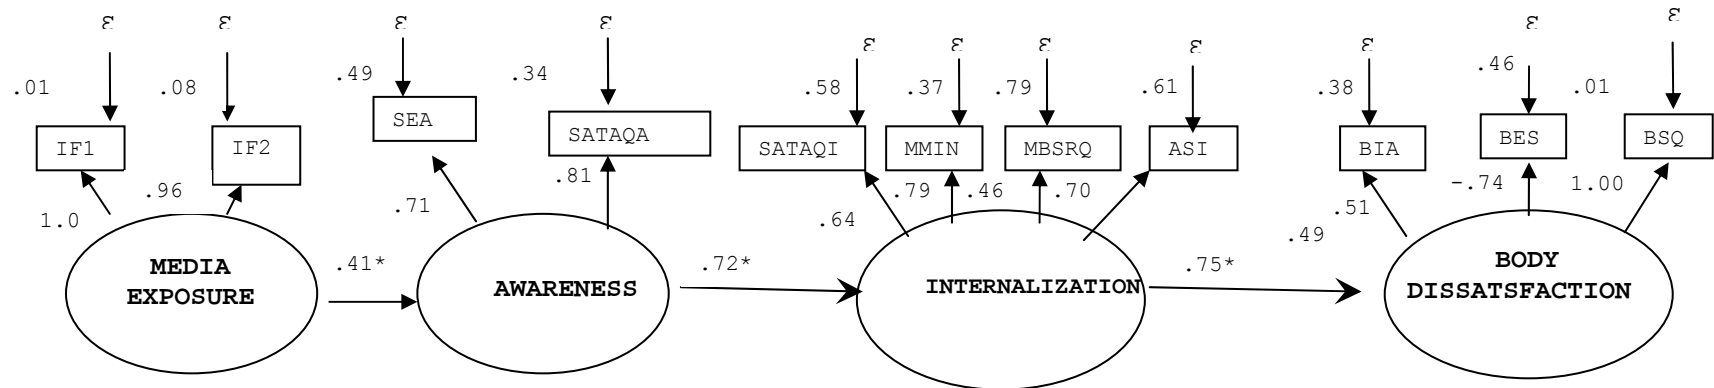 ε ε ε ε ε ε ε ε ε ε ε
.01 .08 .49 .34 .58 .37 .79 .61 .38 .46 .01
IF1 IF2 SEA SATAQA SATAQI MMIN MBSRQ ASI BIA BES BSQ
1.0 .96 .71 .81 .64 .79 .46 .70 .49 .51 -.74 1.00
MEDIA
EXPOSURE
.41*
AWARENESS
.72*
INTERNALIZATION
.75*
BODY
DISSATSFACTION